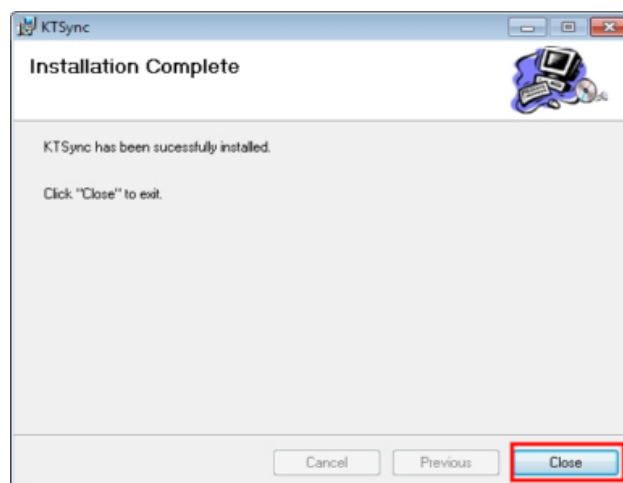 KTSync
Installation Complete
KTSync has been sucessfully installed.
Click "Close" to exit.
Cancel
Previous
Close